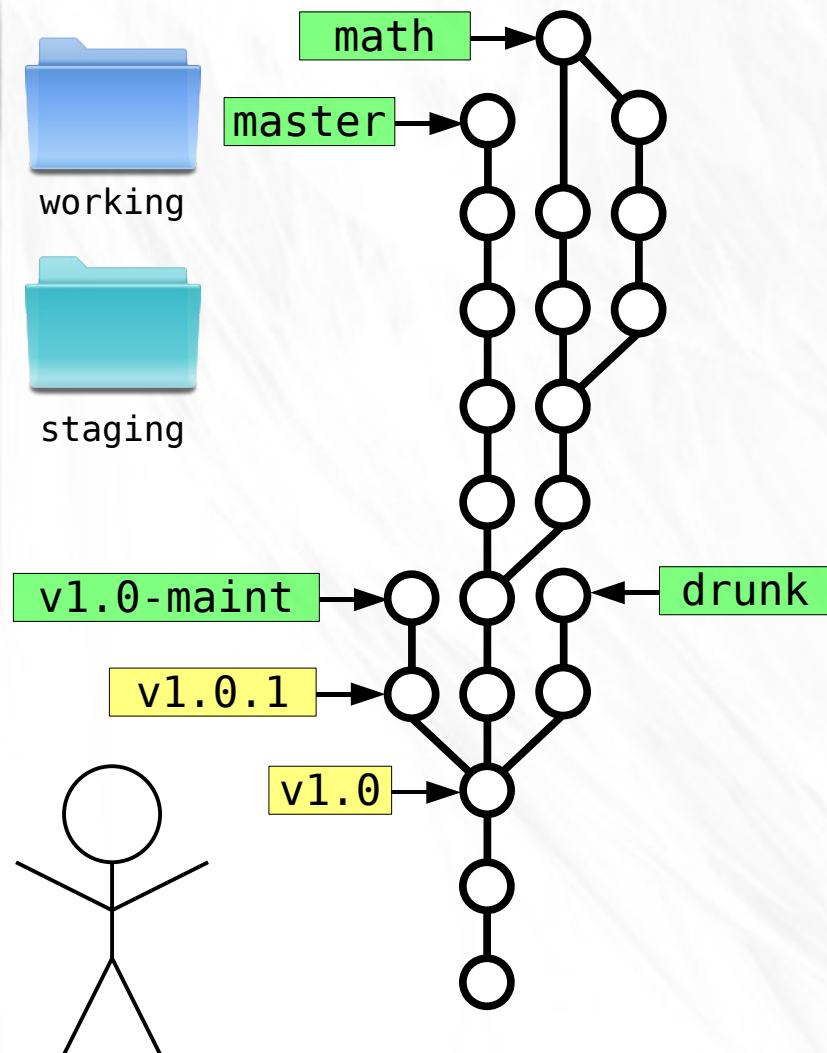 math
master
working
staging
v1.0-maint
drunk
v1.0.1
v1.0